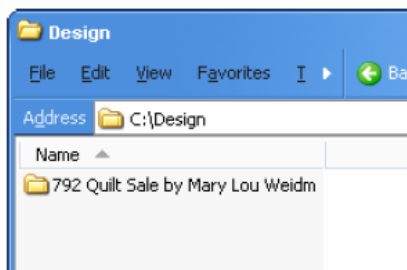 Design
File Edit View Favorites T Ba
Address C:\Design
Name
792 Quilt Sale by Mary Lou Weidm